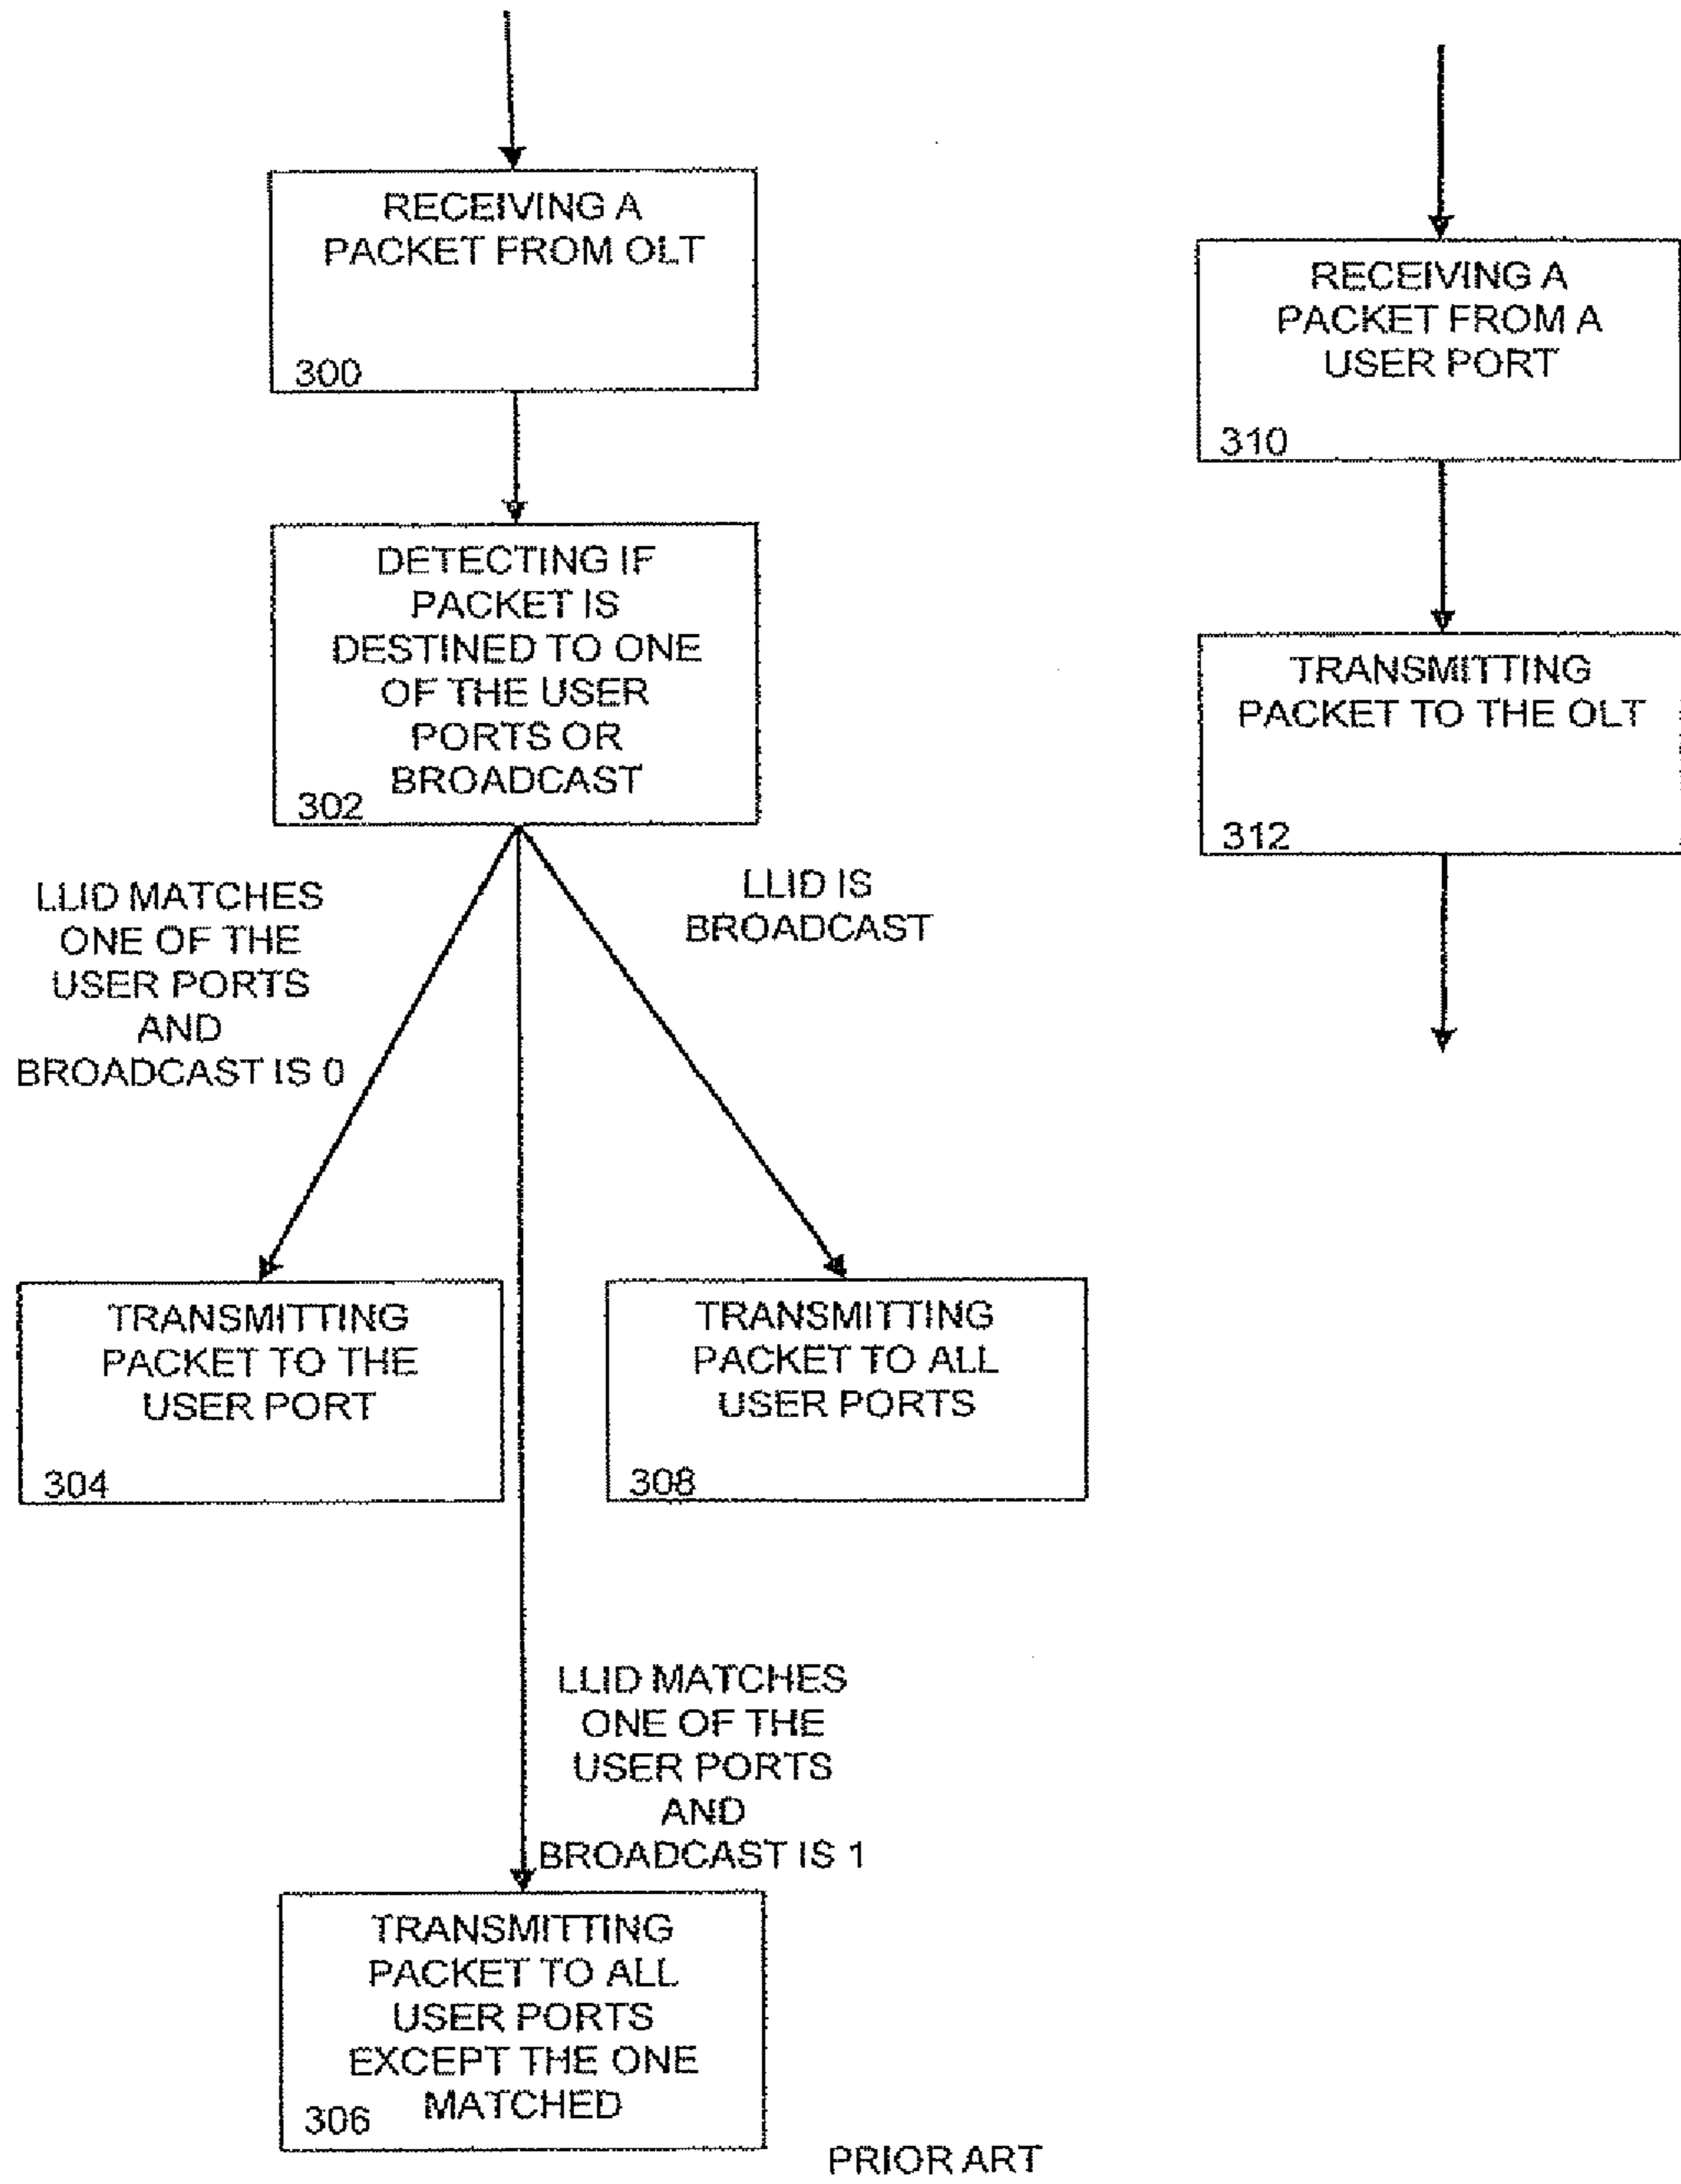 RECEIVING A
PACKET FROM OLT
300
DETECTING IF
PACKET IS
DESTINED TO ONE
OF THE USER
PORTS OR
BROADCAST
302
LLID MATCHES
ONE OF THE
USER PORTS
AND
BROADCAST IS 0
LLID IS
BROADCAST
TRANSMITTING
PACKET TO THE
USER PORT
304
TRANSMITTING
PACKET TO ALL
USER PORTS
308
LLID MATCHES
ONE OF THE
USER PORTS
AND
BROADCAST IS 1
TRANSMITTING
PACKET TO ALL
USER PORTS
EXCEPT THE ONE
MATCHED
306
RECEIVING A
PACKET FROM A
USER PORT
310
TRANSMITTING
PACKET TO THE OLT
312
PRIOR ART